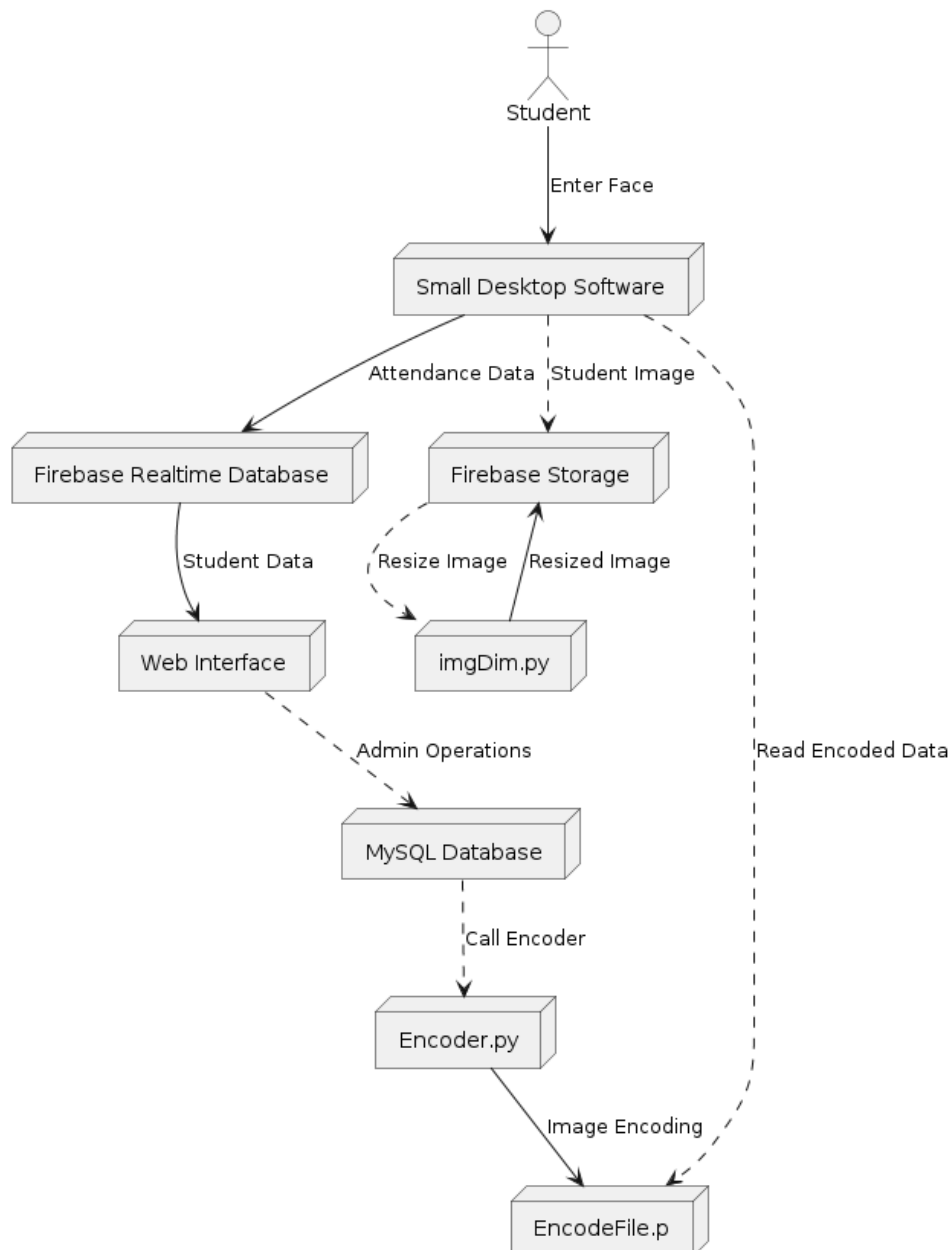 Student
Enter Face
Small Desktop Software
Attendance Data
Student Image
Firebase Realtime Database
Firebase Storage
Student Data
Resize Image
Resized Image
Web Interface
imgDim.py
Admin Operations
Read Encoded Data
MySQL Database
Call Encoder
Encoder.py
Image Encoding
EncodeFile.p